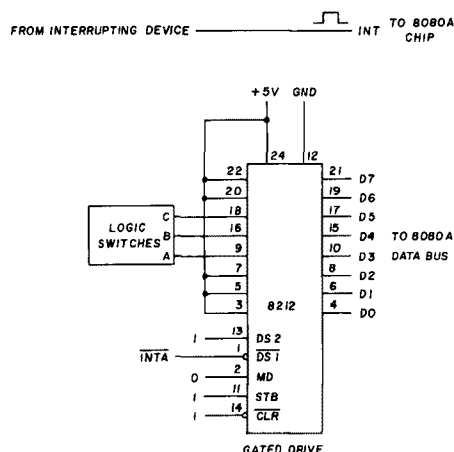 FROM INTERRUPTING DEVICE INT TO 8080A
CHIP
+5V GND
24 12
22 21 D7
20 19 D6
C 18 17 D5
LOGIC B 16 15 D4 TO 8080A
SWITCHES A 9 10 D3 DATA BUS
7 8 D2
5 6 D1
3 8212 4 D0
1 13 DS2
INTA 1 DS1
0 2 MD
1 11 STB
1 14 CLR
GATED DRIVE